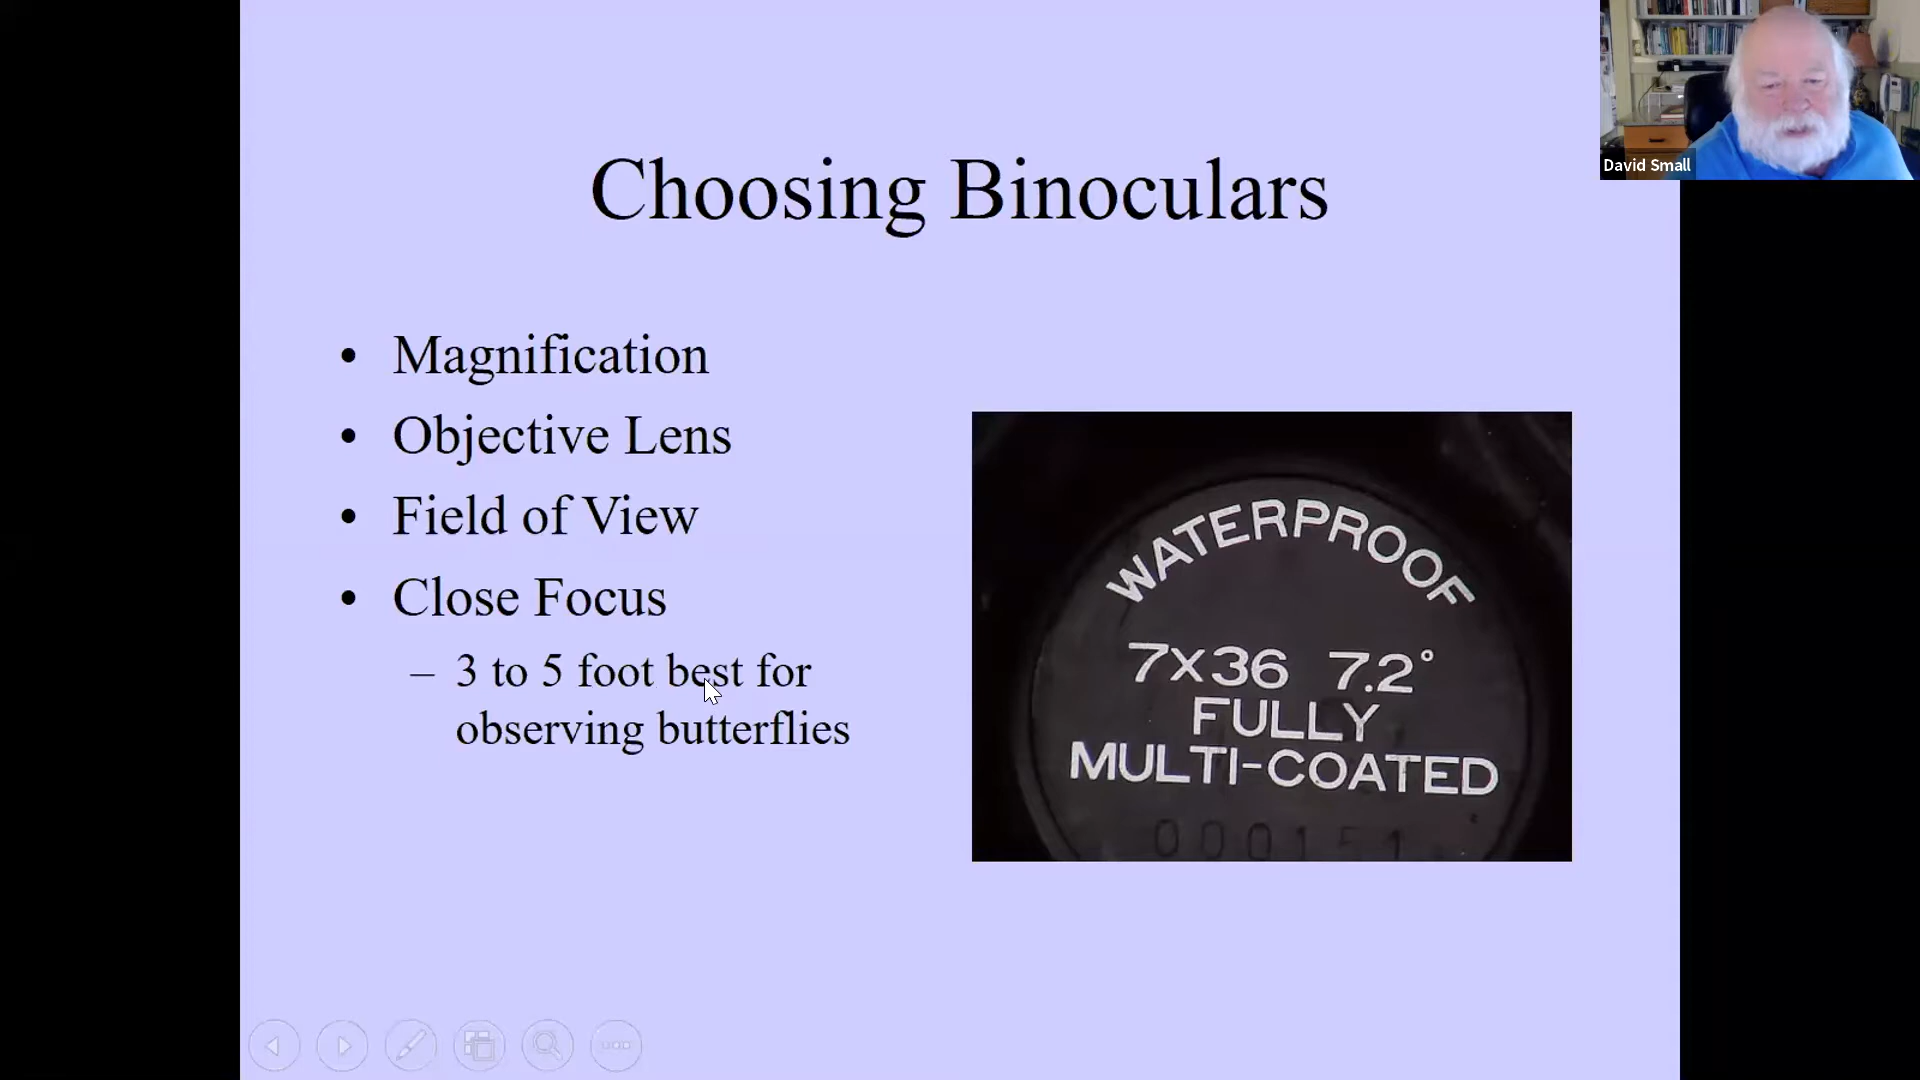 Choosing Binoculars
• Magnification
• Objective Lens
• Field of View
• Close Focus
– 3 to 5 foot best for
observing butterflies
WATERPROOF
7x36 7.2°
FULLY
MULTI-COATED
David Small